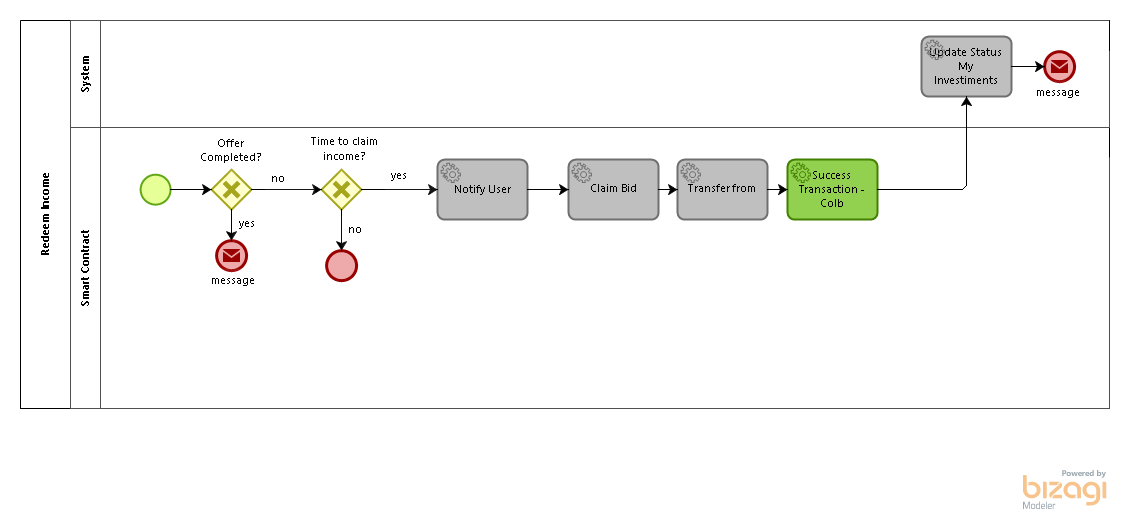 Redeem Income
System
Update Status
My
Investiments
message
Smart Contract
Offer
Completed?
no
yes
message
Time to claim
income?
yes
no
Notify User
Claim Bid
Transfer from
Success
Transaction -
Colb
Powered by
bizagi
Modeler